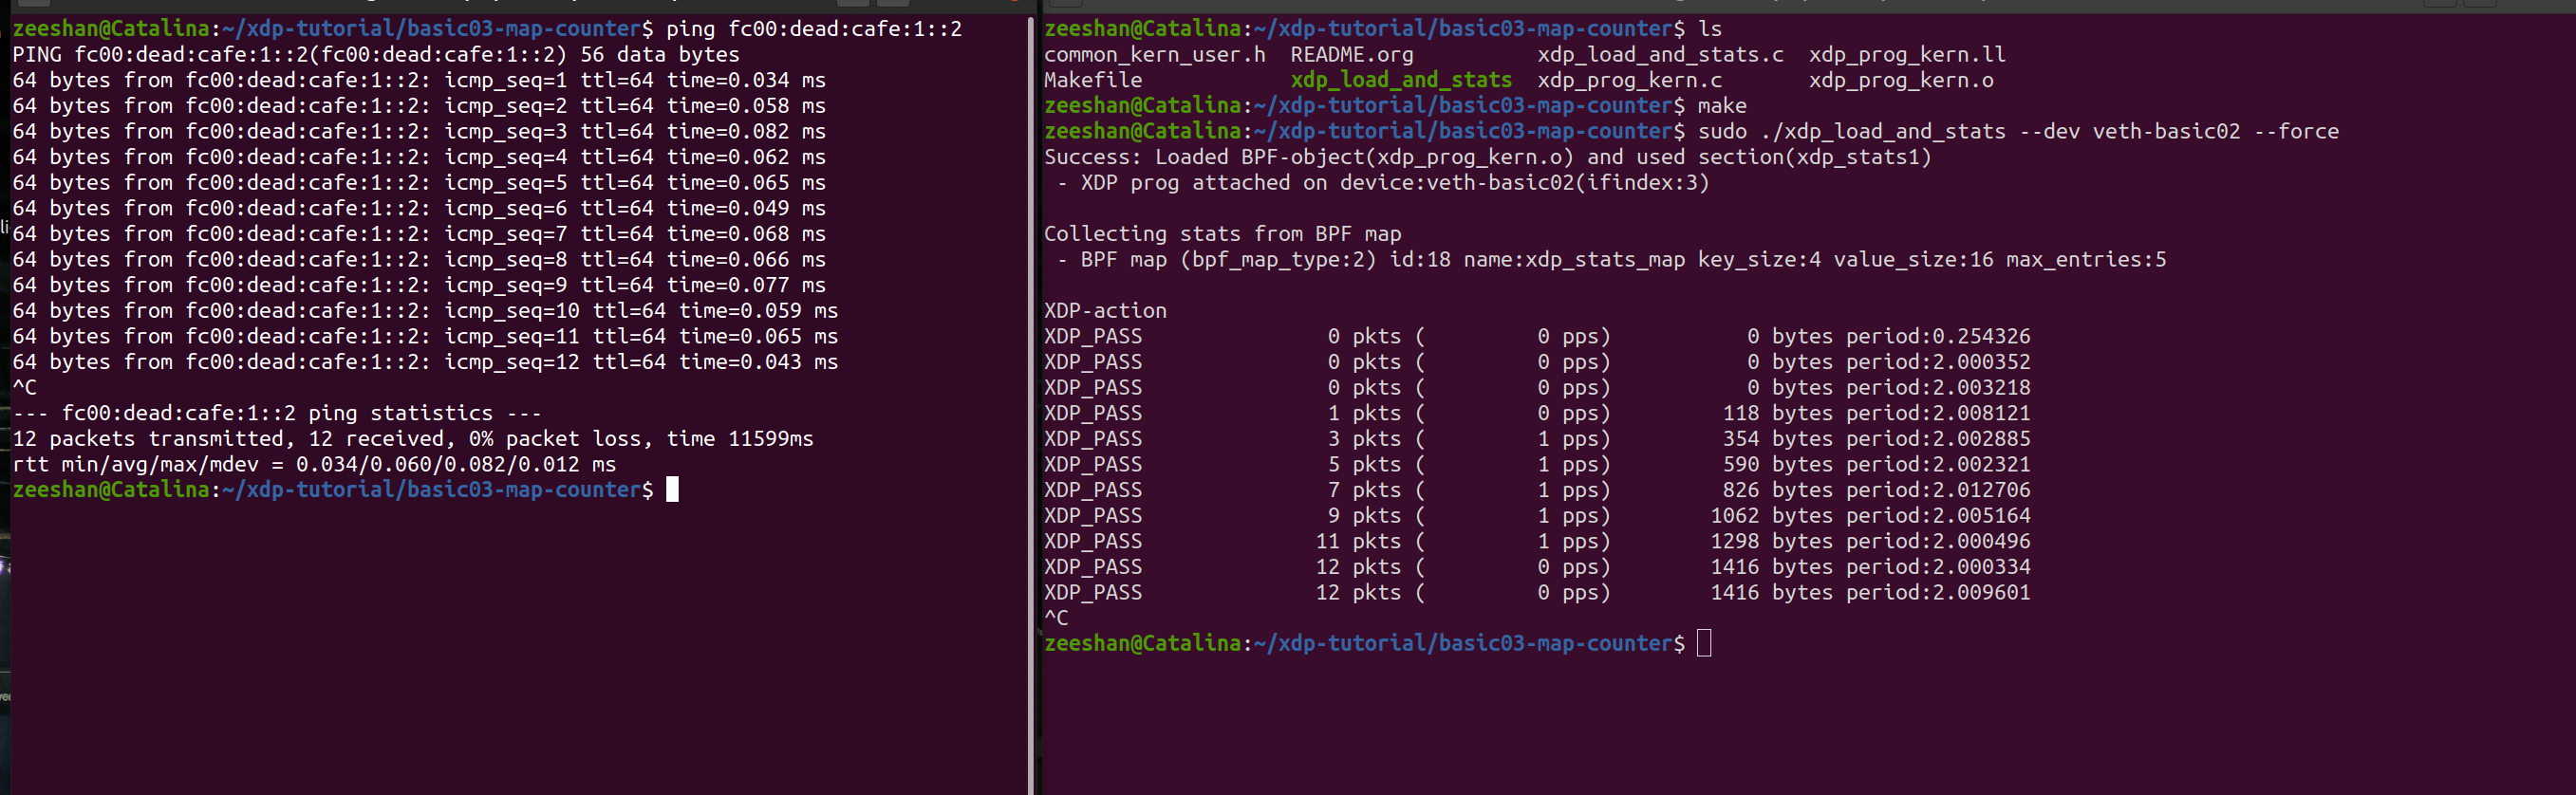 zeeshan@Catalina:~/xdp-tutorial/basic03-map-counter$ ping fc00:dead:cafe:1::2
PING fc00:dead:cafe:1::2(fc00:dead:cafe:1::2) 56 data bytes
64 bytes from fc00:dead:cafe:1::2: icmp_seq=1 ttl=64 time=0.034 ms
64 bytes from fc00:dead:cafe:1::2: icmp_seq=2 ttl=64 time=0.058 ms
64 bytes from fc00:dead:cafe:1::2: icmp_seq=3 ttl=64 time=0.082 ms
64 bytes from fc00:dead:cafe:1::2: icmp_seq=4 ttl=64 time=0.062 ms
64 bytes from fc00:dead:cafe:1::2: icmp_seq=5 ttl=64 time=0.065 ms
64 bytes from fc00:dead:cafe:1::2: icmp_seq=6 ttl=64 time=0.049 ms
64 bytes from fc00:dead:cafe:1::2: icmp_seq=7 ttl=64 time=0.068 ms
64 bytes from fc00:dead:cafe:1::2: icmp_seq=8 ttl=64 time=0.066 ms
64 bytes from fc00:dead:cafe:1::2: icmp_seq=9 ttl=64 time=0.077 ms
64 bytes from fc00:dead:cafe:1::2: icmp_seq=10 ttl=64 time=0.059 ms
64 bytes from fc00:dead:cafe:1::2: icmp_seq=11 ttl=64 time=0.065 ms
64 bytes from fc00:dead:cafe:1::2: icmp_seq=12 ttl=64 time=0.043 ms
^C
--- fc00:dead:cafe:1::2 ping statistics ---
12 packets transmitted, 12 received, 0% packet loss, time 11599ms
rtt min/avg/max/mdev = 0.034/0.060/0.082/0.012 ms
zeeshan@Catalina:~/xdp-tutorial/basic03-map-counter$
zeeshan@Catalina:~/xdp-tutorial/basic03-map-counter$ ls
common_kern_user.h  README.org          xdp_load_and_stats.c  xdp_prog_kern.ll
Makefile            xdp_load_and_stats  xdp_prog_kern.c       xdp_prog_kern.o
zeeshan@Catalina:~/xdp-tutorial/basic03-map-counter$ make
zeeshan@Catalina:~/xdp-tutorial/basic03-map-counter$ sudo ./xdp_load_and_stats --dev veth-basic02 --force
Success: Loaded BPF-object(xdp_prog_kern.o) and used section(xdp_stats1)
 - XDP prog attached on device:veth-basic02(ifindex:3)
Collecting stats from BPF map
 - BPF map (bpf_map_type:2) id:18 name:xdp_stats_map key_size:4 value_size:16 max_entries:5
XDP-action
XDP_PASS               0 pkts (         0 pps)           0 bytes period:0.254326
XDP_PASS               0 pkts (         0 pps)           0 bytes period:2.000352
XDP_PASS               0 pkts (         0 pps)           0 bytes period:2.003218
XDP_PASS               1 pkts (         0 pps)         118 bytes period:2.008121
XDP_PASS               3 pkts (         1 pps)         354 bytes period:2.002885
XDP_PASS               5 pkts (         1 pps)         590 bytes period:2.002321
XDP_PASS               7 pkts (         1 pps)         826 bytes period:2.012706
XDP_PASS               9 pkts (         1 pps)        1062 bytes period:2.005164
XDP_PASS              11 pkts (         1 pps)        1298 bytes period:2.000496
XDP_PASS              12 pkts (         0 pps)        1416 bytes period:2.000334
XDP_PASS              12 pkts (         0 pps)        1416 bytes period:2.009601
^C
zeeshan@Catalina:~/xdp-tutorial/basic03-map-counter$